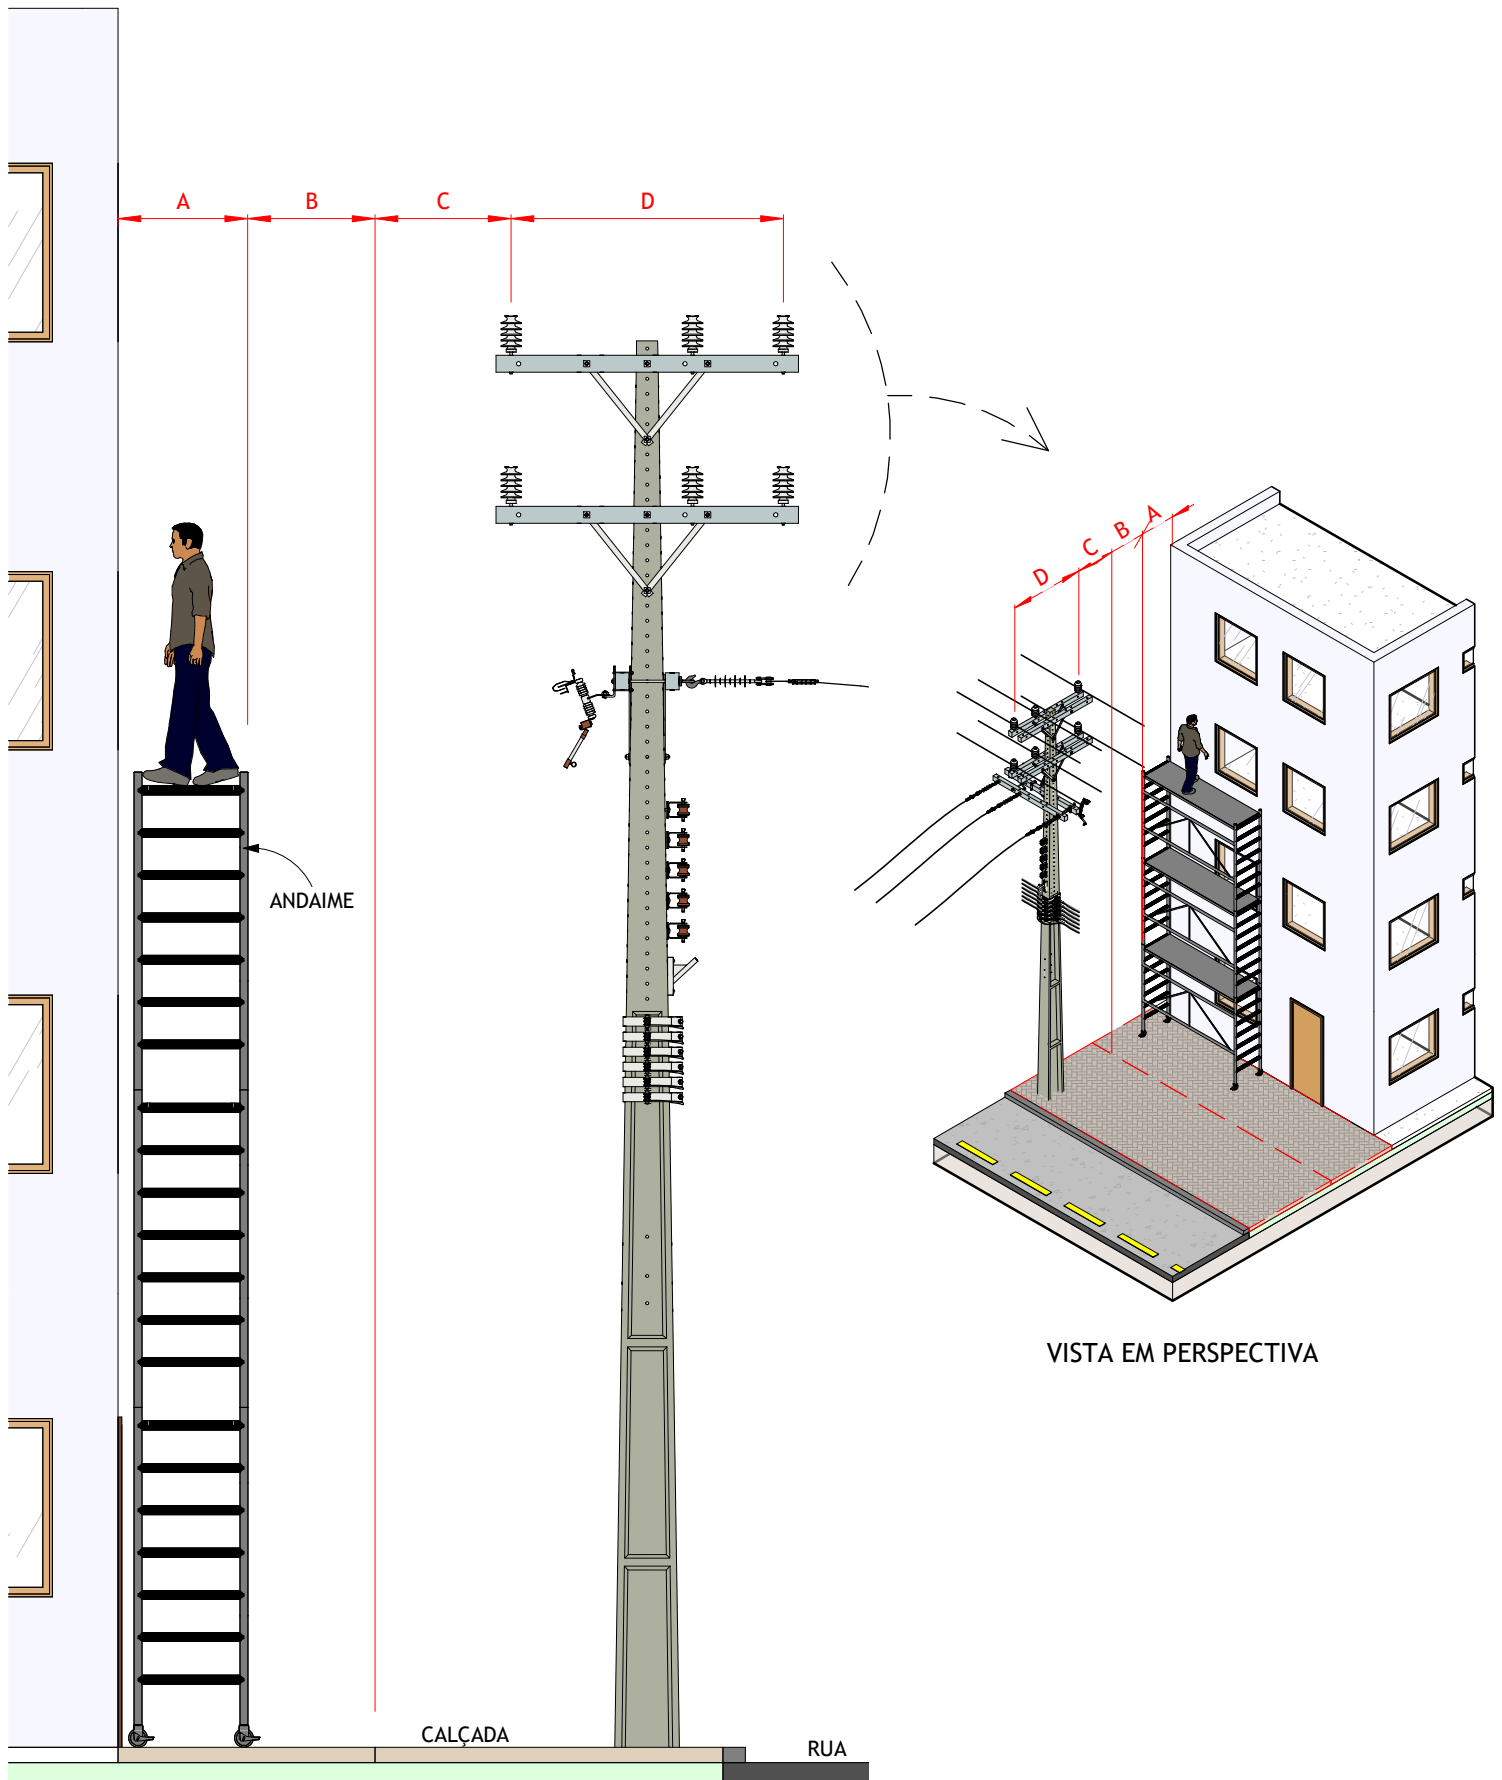 A B C D
ANDAIME
A
B
C
D
VISTA EM PERSPECTIVA
CALÇADA
RUA